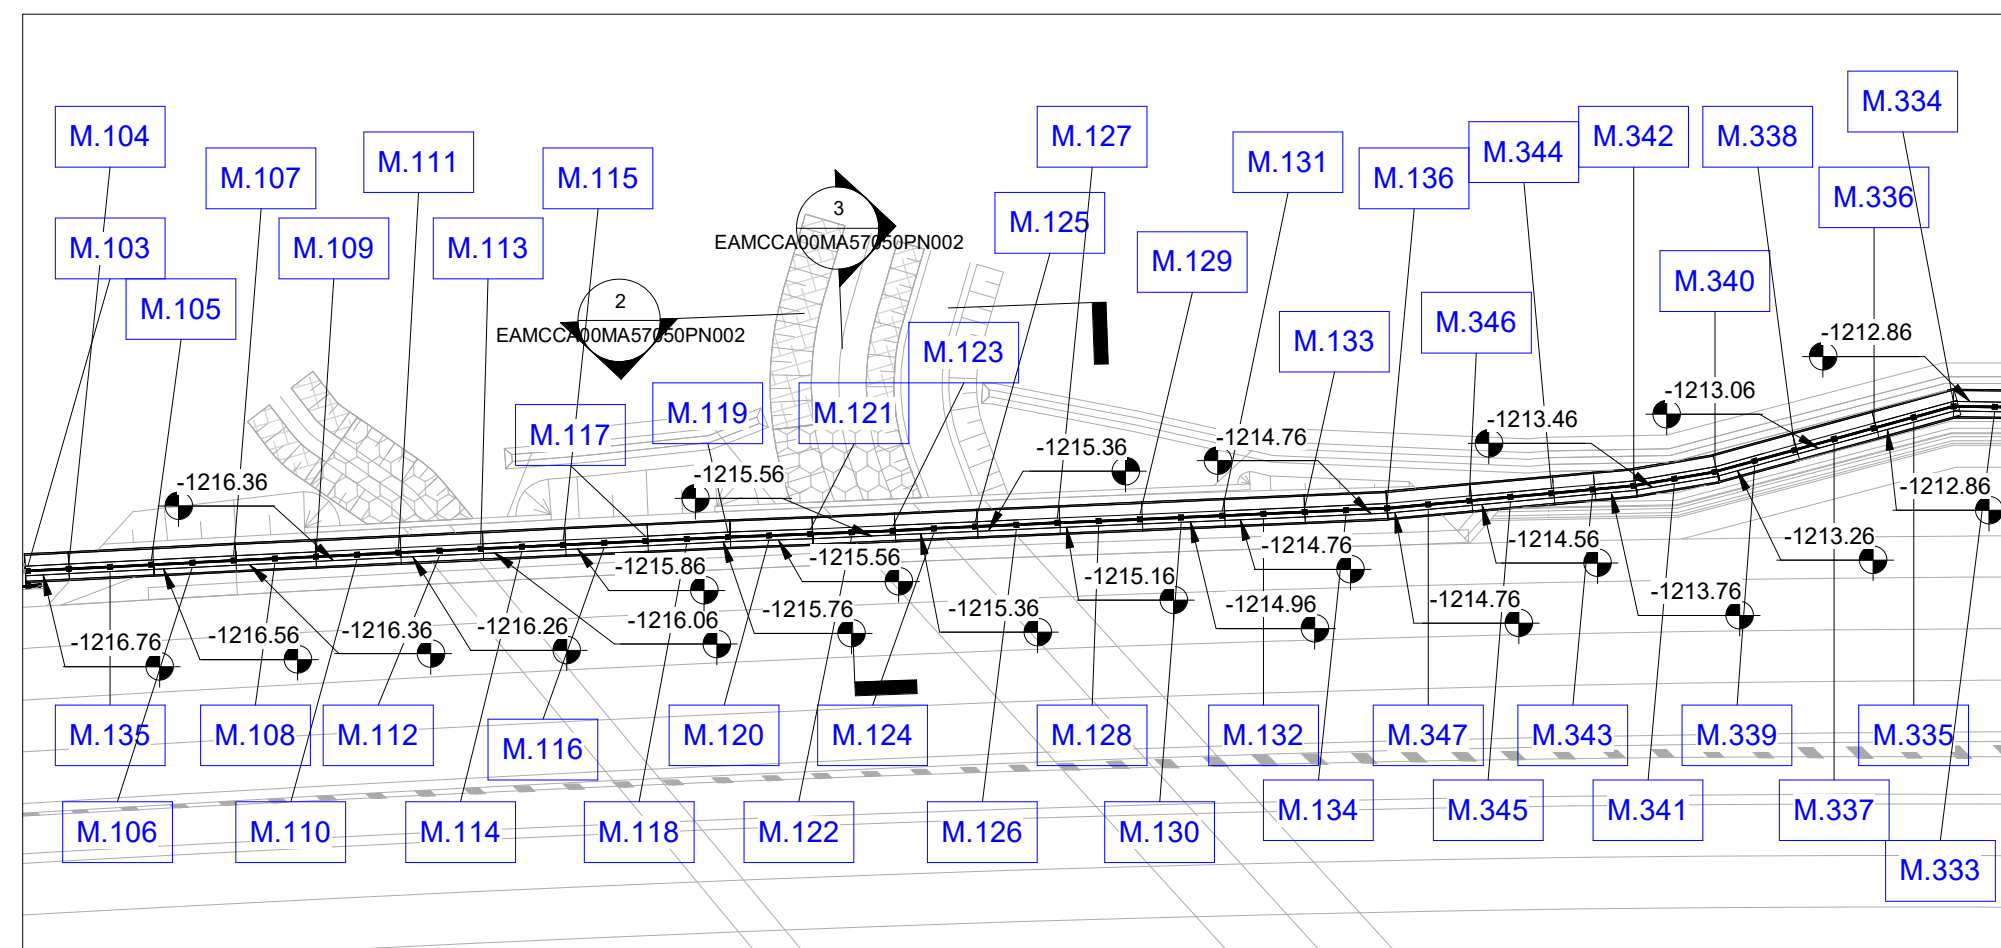 M.334
M.104
M.127
M.131
M.136
M.344
M.342
M.338
M.107
M.111
M.115
M.336
3
EAMCCA00MA57050PN002
M.125
M.103
M.109
M.113
M.129
M.340
M.105
2
EAMCCA00MA57050PN002
M.346
M.133
-1212.86
M.123
M.119
M.121
M.117
-1213.06
-1213.46
-1214.76
-1215.36
-1215.56
-1216.36
-1212.86
-1213.26
-1214.56
-1214.76
-1215.56
-1215.86
-1213.76
-1214.76
-1214.96
-1215.16
-1215.36
-1215.76
-1216.06
-1216.26
-1216.36
-1216.56
-1216.76
M.135
M.108
M.112
M.116
M.120
M.124
M.128
M.132
M.347
M.343
M.339
M.335
M.106
M.110
M.114
M.118
M.122
M.126
M.130
M.134
M.345
M.341
M.337
M.333